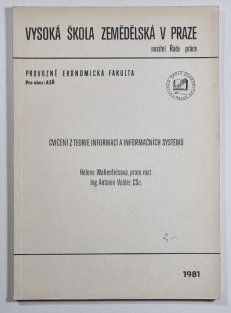 VYSOKÁ ŠKOLA ZEMĚDĚLSKÁ V PRAZE
nositel Řádu práce
PROVOZNĚ EKONOMICKÁ FAKULTA
Pro obor: ASŘ
CVIČENÍ Z TEORIE INFORMACÍ A INFORMAČNÍCH SYSTÉMŮ
Helena Wallenfelsová, prom. mat.
Ing. Antonín Valder, CSc.
2,-
1981